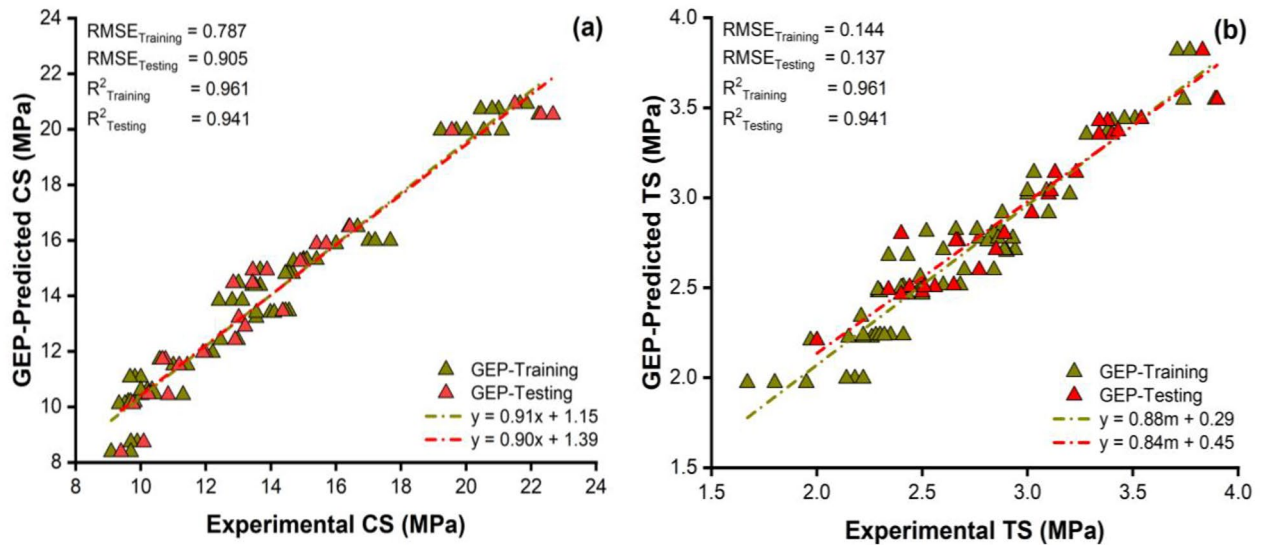 (a)
RMSE_Training = 0.787
RMSE_Testing = 0.905
R²_Training = 0.961
R²_Testing = 0.941
GEP-Predicted CS (MPa)
24
22
20
18
16
14
12
10
8
GEP-Training
GEP-Testing
y = 0.91x + 1.15
y = 0.90x + 1.39
8 10 12 14 16 18 20 22 24
Experimental CS (MPa)
(b)
RMSE_Training = 0.144
RMSE_Testing = 0.137
R²_Training = 0.961
R²_Testing = 0.941
GEP-Predicted TS (MPa)
4.0
3.5
3.0
2.5
2.0
1.5
GEP-Training
GEP-Testing
y = 0.88m + 0.29
y = 0.84m + 0.45
1.5 2.0 2.5 3.0 3.5 4.0
Experimental TS (MPa)